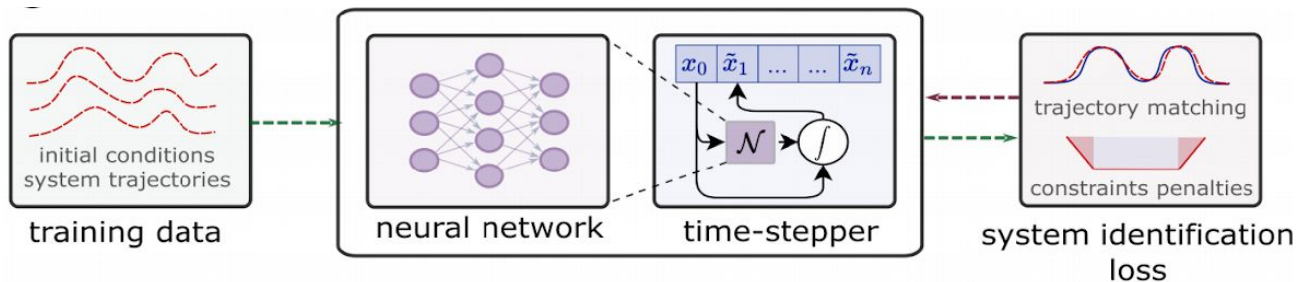 initial conditions
system trajectories
training data
neural network
x₀ x̃₁ ... ... x̃ₙ
𝒩 ∫
time-stepper
trajectory matching
constraints penalties
system identification
loss